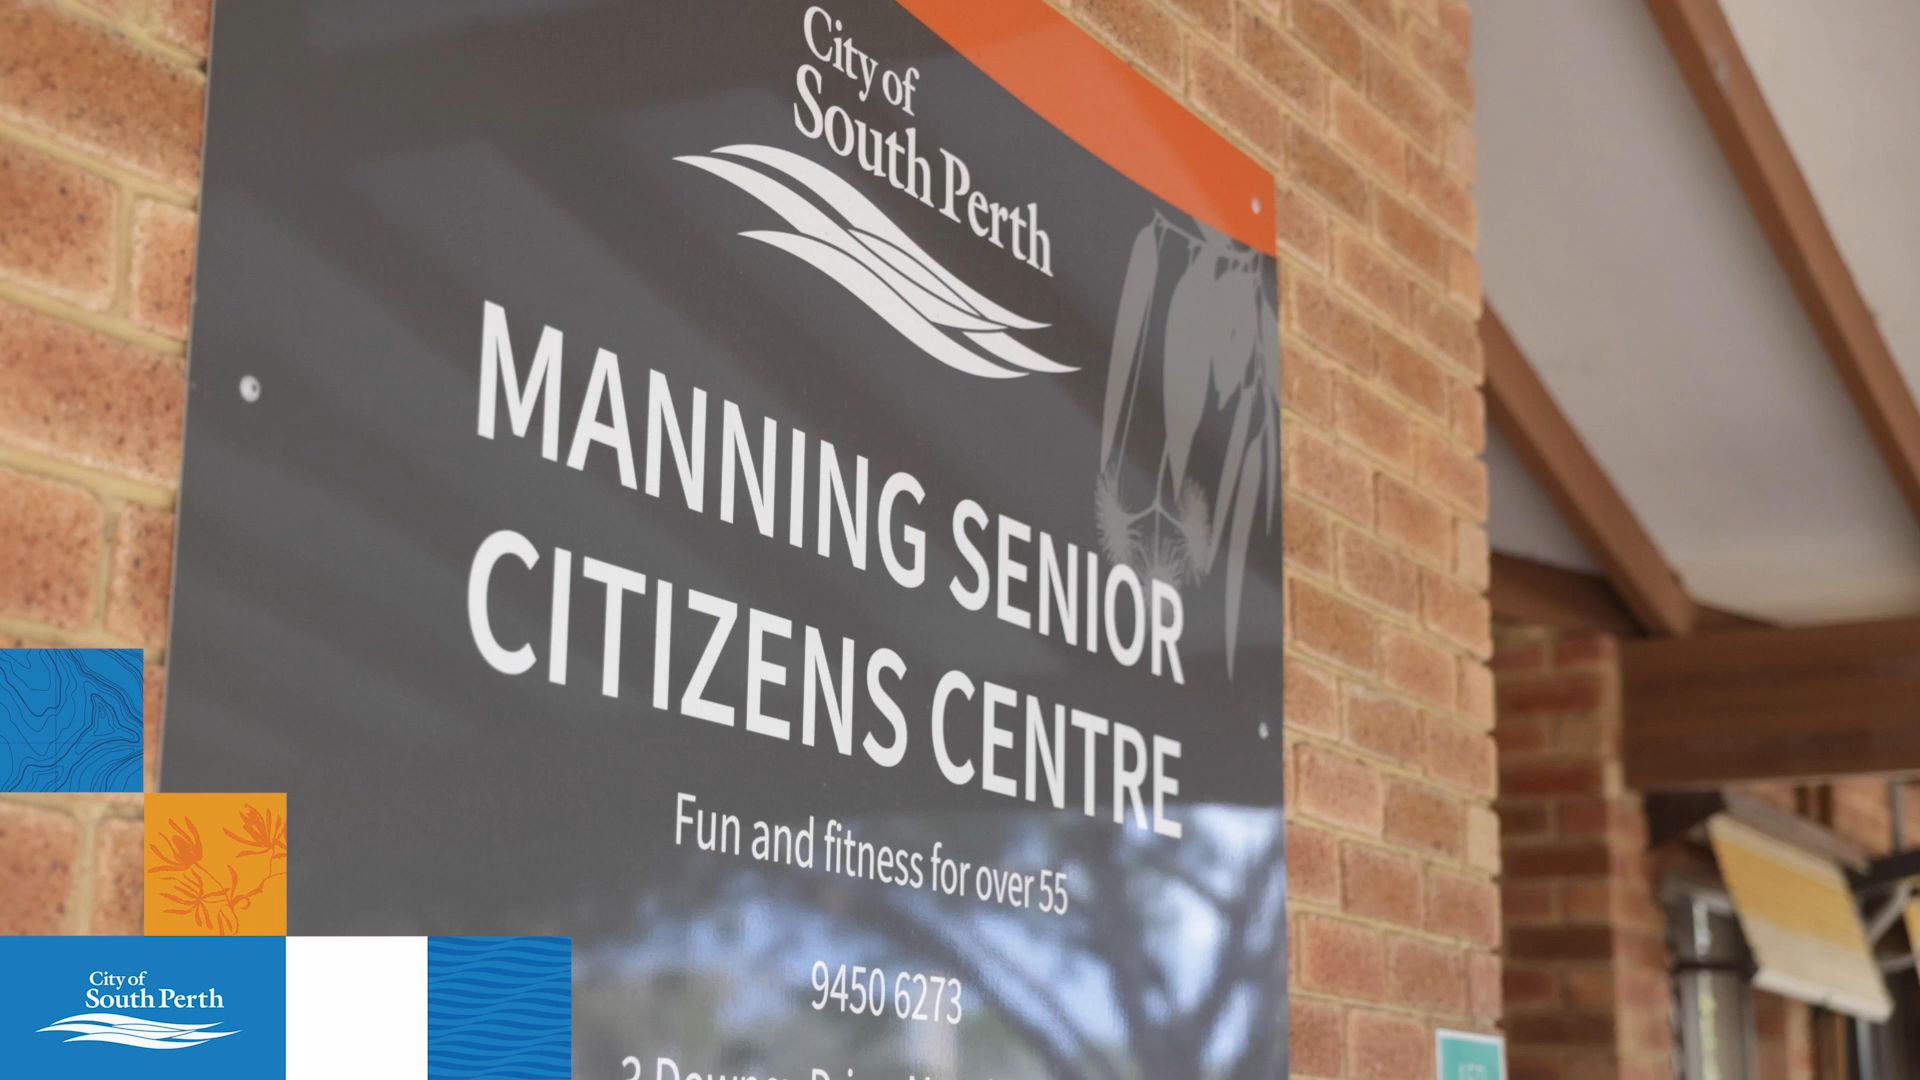 City of
South Perth
MANNING SENIOR
CITIZENS CENTRE
Fun and fitness for over 55
9450 6273
City of
South Perth